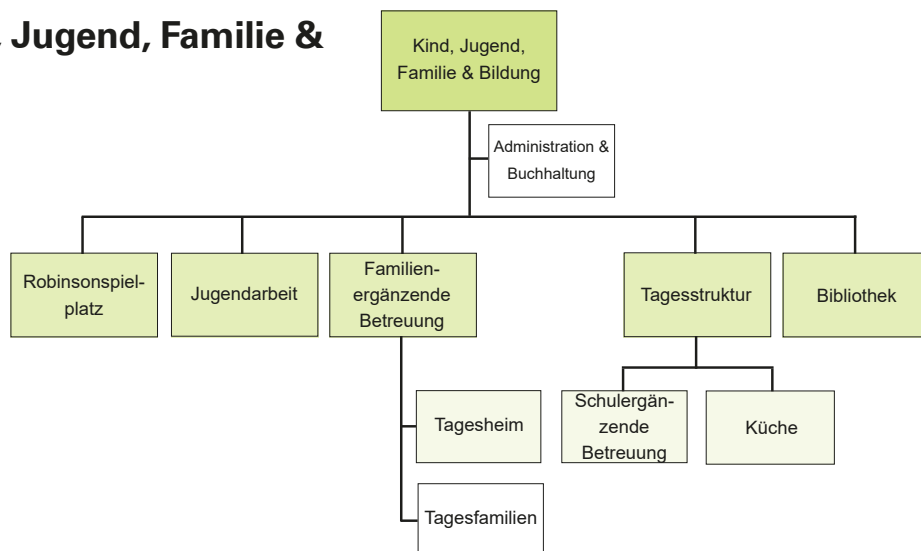 Jugend, Familie &
Kind, Jugend,
Familie & Bildung
Administration &
Buchhaltung
Robinsonspiel-
platz
Jugendarbeit
Familien-
ergänzende
Betreuung
Tagesstruktur
Bibliothek
Tagesheim
Tagesfamilien
Schulergän-
zende
Betreuung
Küche